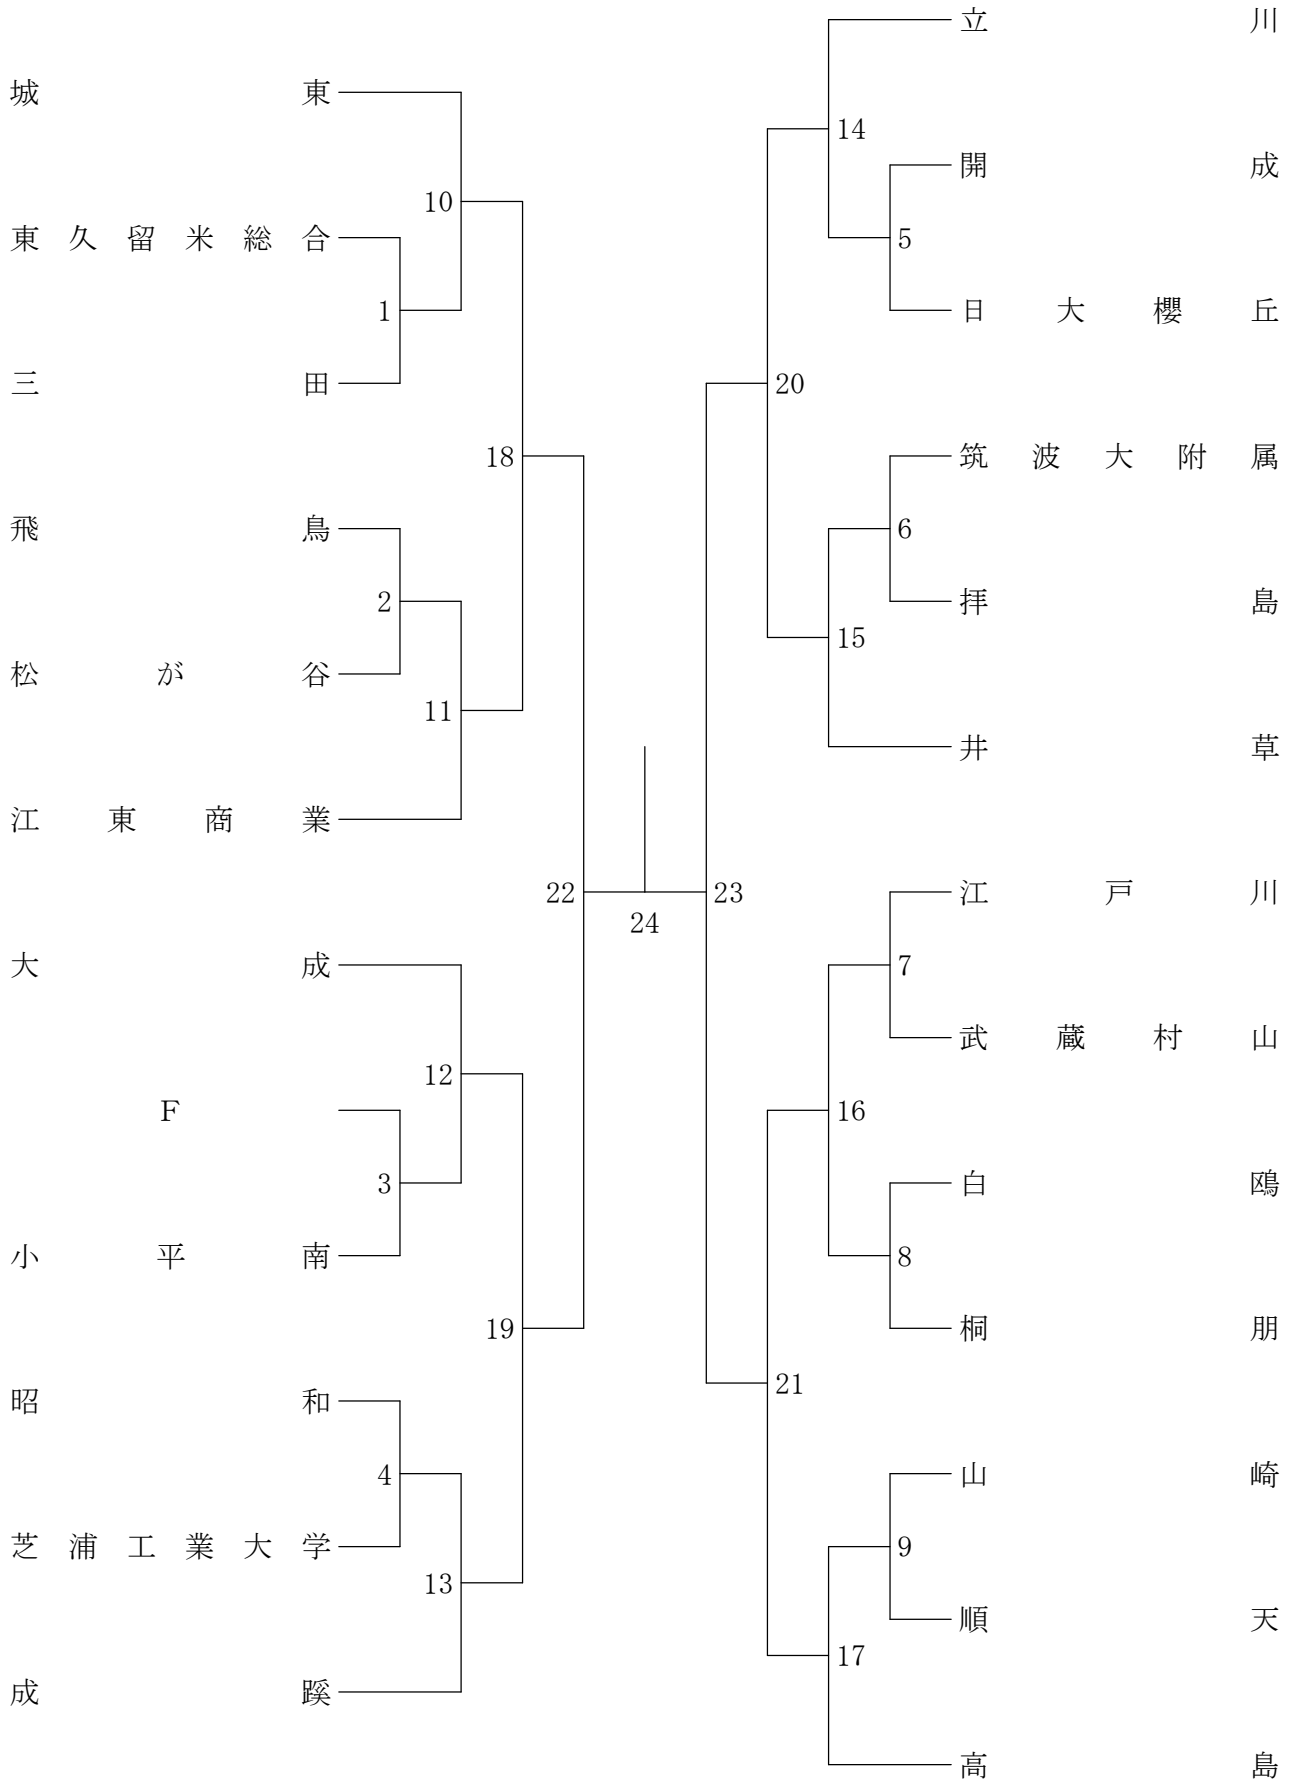 城東
10
東久留米総合
1
三田
18
飛鳥
2
松が谷
11
江東商業
22
24
大成
12
F
3
小平南
19
昭和
4
芝浦工業大学
13
成蹊
立川
14
開成
5
日大櫻丘
20
筑波大附属
6
拝島
15
井草
23
江戸川
7
武蔵村山
16
白鴎
8
桐朋
21
山崎
9
順天
17
高島